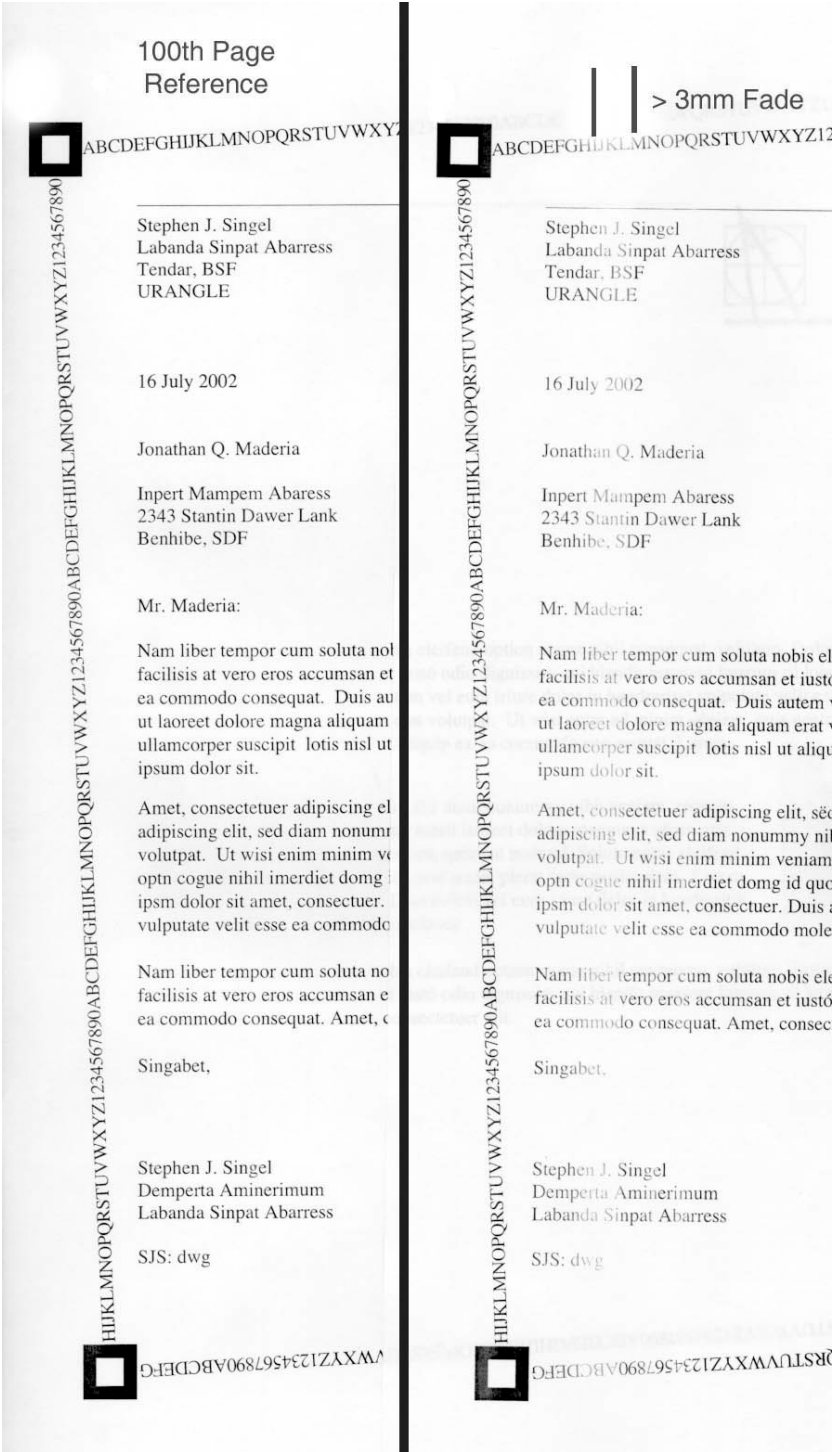 100th Page
Reference
ABCDEFGHIJKLMNOPQRSTUVWXYZ
Stephen J. Singel
Labanda Sinpat Abarress
Tendar, BSF
URANGLE
16 July 2002
Jonathan Q. Maderia
Inpert Mampem Abaress
2343 Stantin Dawer Lank
Benhibe, SDF
Mr. Maderia:
Nam liber tempor cum soluta
facilisis at vero eros accumsan et
ea commodo consequat. Duis au
ut laoreet dolore magna aliquam
ullamcorper suscipit lotis nisl ut
ipsum dolor sit.
Amet, consectetuer adipiscing el
adipiscing elit, sed diam
volutpat. Ut wisi enim minim
optn cogue nihil imerdiet domg
ipsm dolor sit amet, consectuer.
vulputate velit esse ea commodo
Nam liber tempor cum soluta no
facilisis at vero eros accumsan e
ea commodo consequat. Amet,
Singabet,
Stephen J. Singel
Demperta Aminerimum
Labanda Sinpat Abarress
SJS: dwg
HIJKLMNOPQRSTUVWXYZ1234567890ABCDEFGHIJKLMNOPQRSTUVWXYZ1234567890ABCDEFGHIJKLMNOPQRSTUVWXYZ1234567890
WXYZ1234567890ABCDEFG
> 3mm Fade
ABCDEFGHIJKLMNOPQRSTUVWXYZ12
Stephen J. Singel
Labanda Sinpat Abarress
Tendar, BSF
URANGLE
16 July 2002
Jonathan Q. Maderia
Inpert Mampem Abaress
2343 Stantin Dawer Lank
Benhibe, SDF
Mr. Maderia:
Nam liber tempor cum soluta nobis el
facilisis at vero eros accumsan et iusto
ea commodo consequat. Duis autem
ut laoreet dolore magna aliquam erat
ullamcorper suscipit lotis nisl ut aliqu
ipsum dolor sit.
Amet, consectetuer adipiscing elit, sëd
adipiscing elit, sed diam nonummy
volutpat. Ut wisi enim minim veniam
optn cogue nihil imerdiet domg id quo
ipsm dolor sit amet, consectuer. Duis a
vulputate velit esse ea commodo mole
Nam liber tempor cum soluta nobis ele
facilisis at vero eros accumsan et iustó
ea commodo consequat. Amet, consec
Singabet,
Stephen J. Singel
Demperta Aminerimum
Labanda Sinpat Abarress
SJS: dwg
HIJKLMNOPQRSTUVWXYZ1234567890ABCDEFGHIJKLMNOPQRSTUVWXYZ1234567890ABCDEFGHIJKLMNOPQRSTUVWXYZ1234567890
QRSTUVWXYZ1234567890ABCDEFG